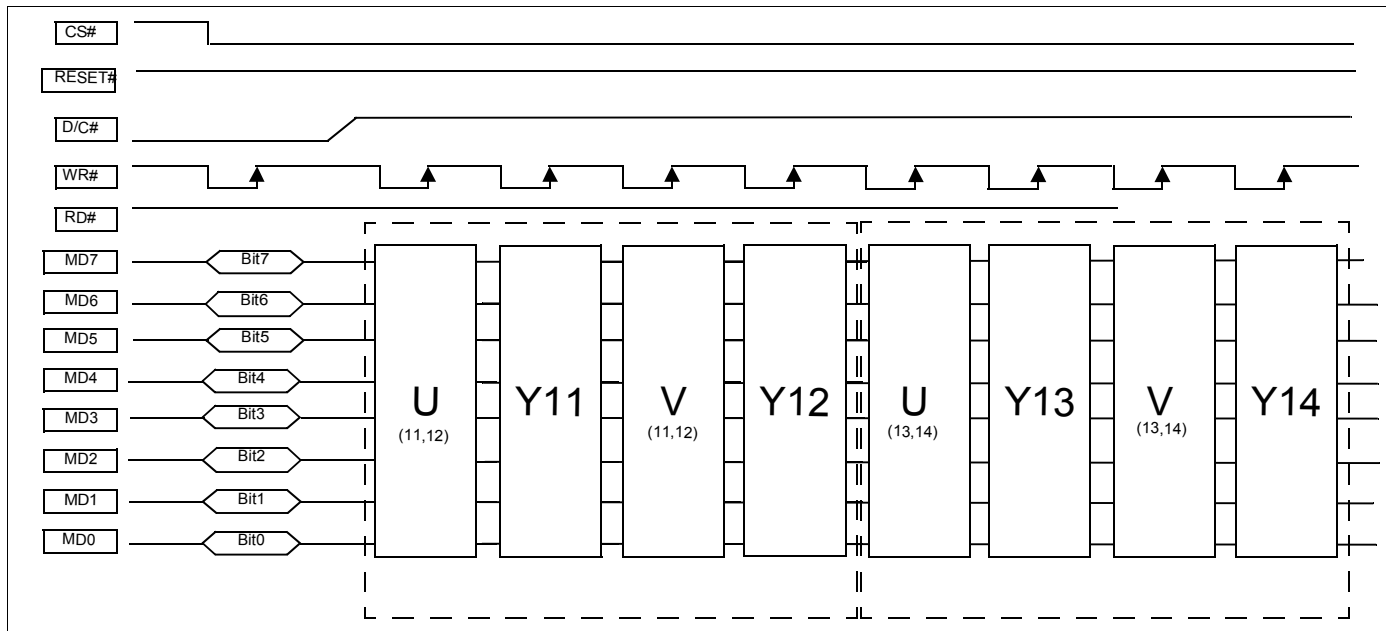 CS#
RESET#
D/C#
WR#
RD#
MD7 Bit7
MD6 Bit6
MD5 Bit5
MD4 Bit4
MD3 Bit3
MD2 Bit2
MD1 Bit1
MD0 Bit0
U Y11 V Y12 U Y13 V Y14
(11,12) (11,12) (13,14) (13,14)